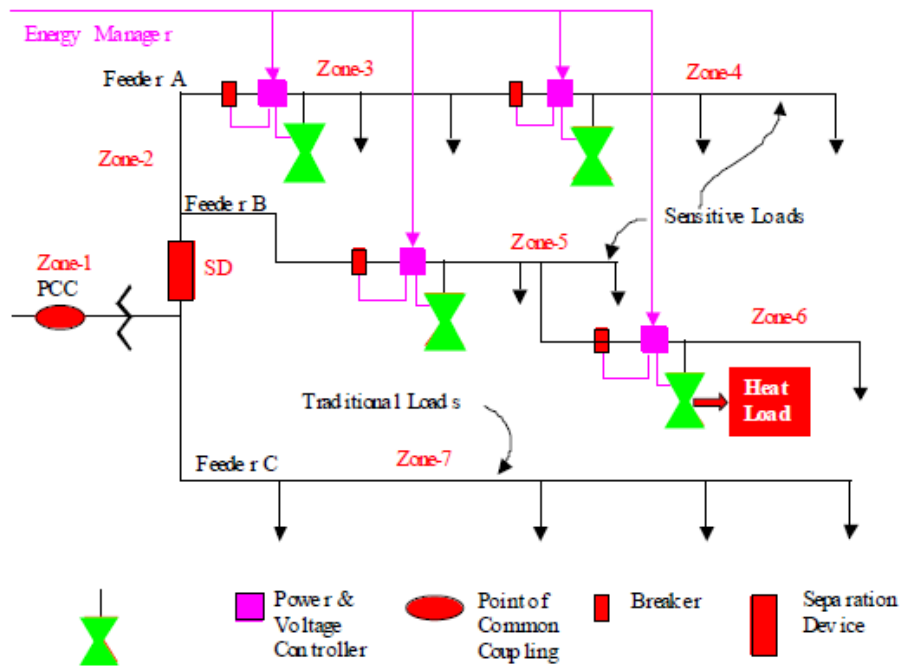 Energy Manager
Zone-3
Zone-4
Feeder A
Zone-2
Feeder B
Sensitive Loads
Zone-5
Zone-1
PCC
SD
Zone-6
Heat
Load
Traditional Loads
Feeder C
Zone-7
Power &
Voltage
Controller
Point of
Common
Coupling
Breaker
Separation
Device